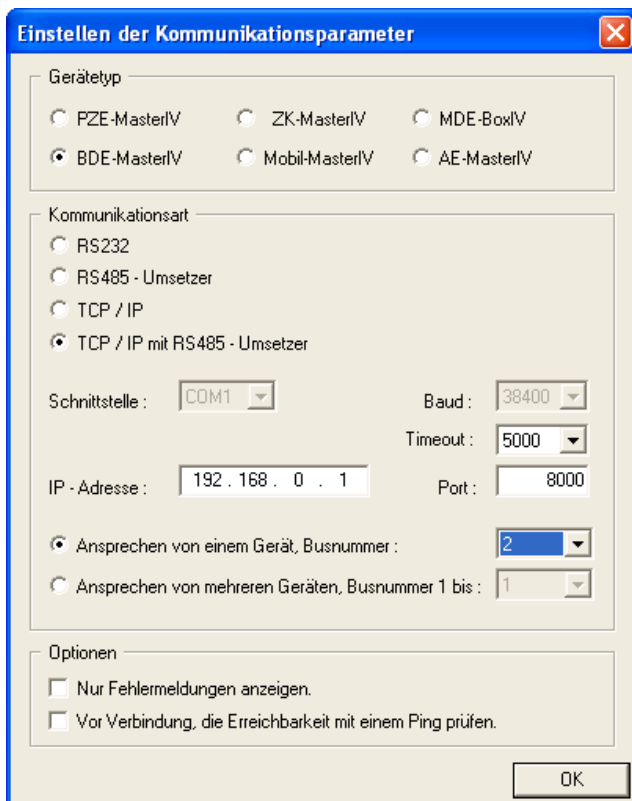 Einstellen der Kommunikationsparameter
Gerätetyp
PZE-MasterIV ZK-MasterIV MDE-BoxIV
BDE-MasterIV Mobil-MasterIV AE-MasterIV
Kommunikationsart
RS232
RS485 - Umsetzer
TCP / IP
TCP / IP mit RS485 - Umsetzer
Schnittstelle : COM1 Baud : 38400
Timeout : 5000
IP - Adresse : 192 . 168 . 0 . 1 Port : 8000
Ansprechen von einem Gerät, Busnummer : 2
Ansprechen von mehreren Geräten, Busnummer 1 bis : 1
Optionen
Nur Fehlermeldungen anzeigen.
Vor Verbindung, die Erreichbarkeit mit einem Ping prüfen.
OK